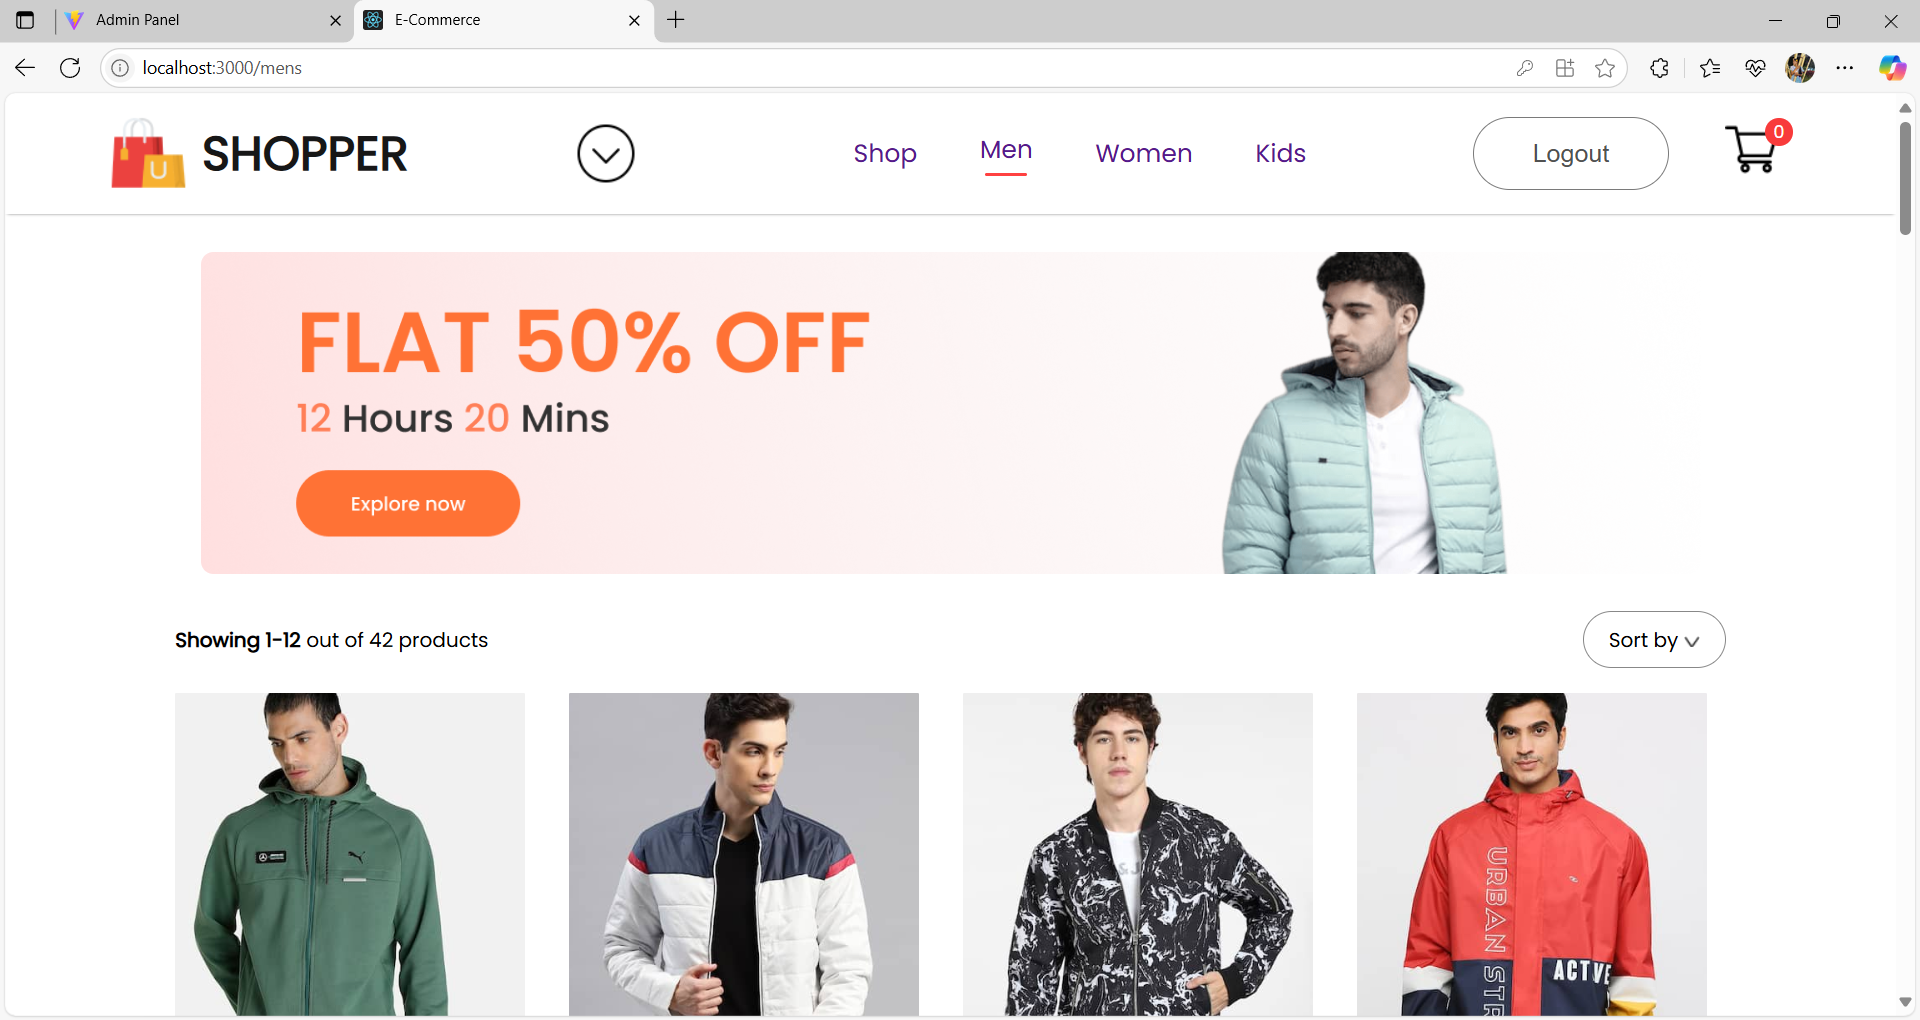 Admin Panel
E-Commerce
localhost:3000/mens
U
SHOPPER
Shop
Men
Women
Kids
Logout
0
FLAT 50% OFF
12 Hours 20 Mins
Explore now
Showing 1-12 out of 42 products
Sort by
URBAN STR
ACTIVE